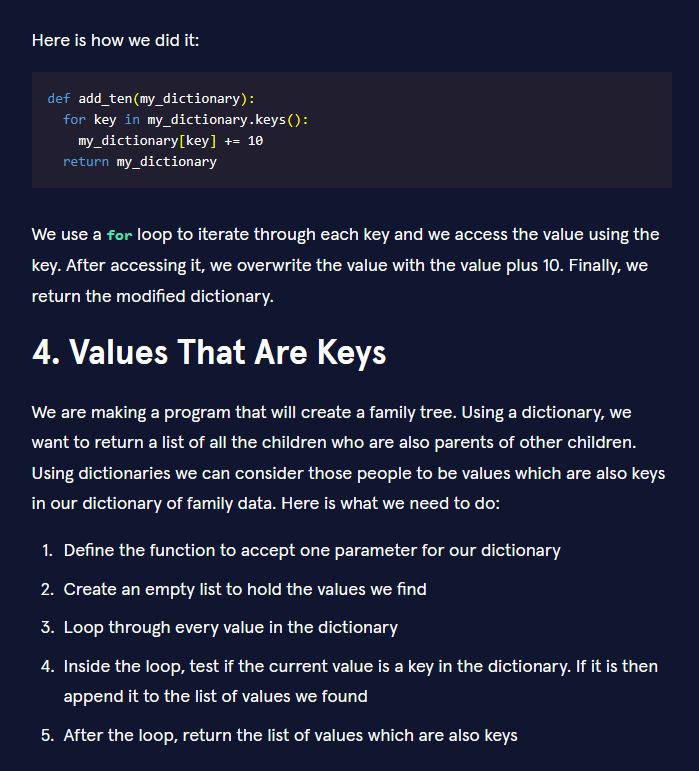 Here is how we did it:
def add_ten(my_dictionary):
  for key in my_dictionary.keys():
    my_dictionary[key] += 10
  return my_dictionary
We use a for loop to iterate through each key and we access the value using the
key. After accessing it, we overwrite the value with the value plus 10. Finally, we
return the modified dictionary.
4. Values That Are Keys
We are making a program that will create a family tree. Using a dictionary, we
want to return a list of all the children who are also parents of other children.
Using dictionaries we can consider those people to be values which are also keys
in our dictionary of family data. Here is what we need to do:
1. Define the function to accept one parameter for our dictionary
2. Create an empty list to hold the values we find
3. Loop through every value in the dictionary
4. Inside the loop, test if the current value is a key in the dictionary. If it is then
append it to the list of values we found
5. After the loop, return the list of values which are also keys